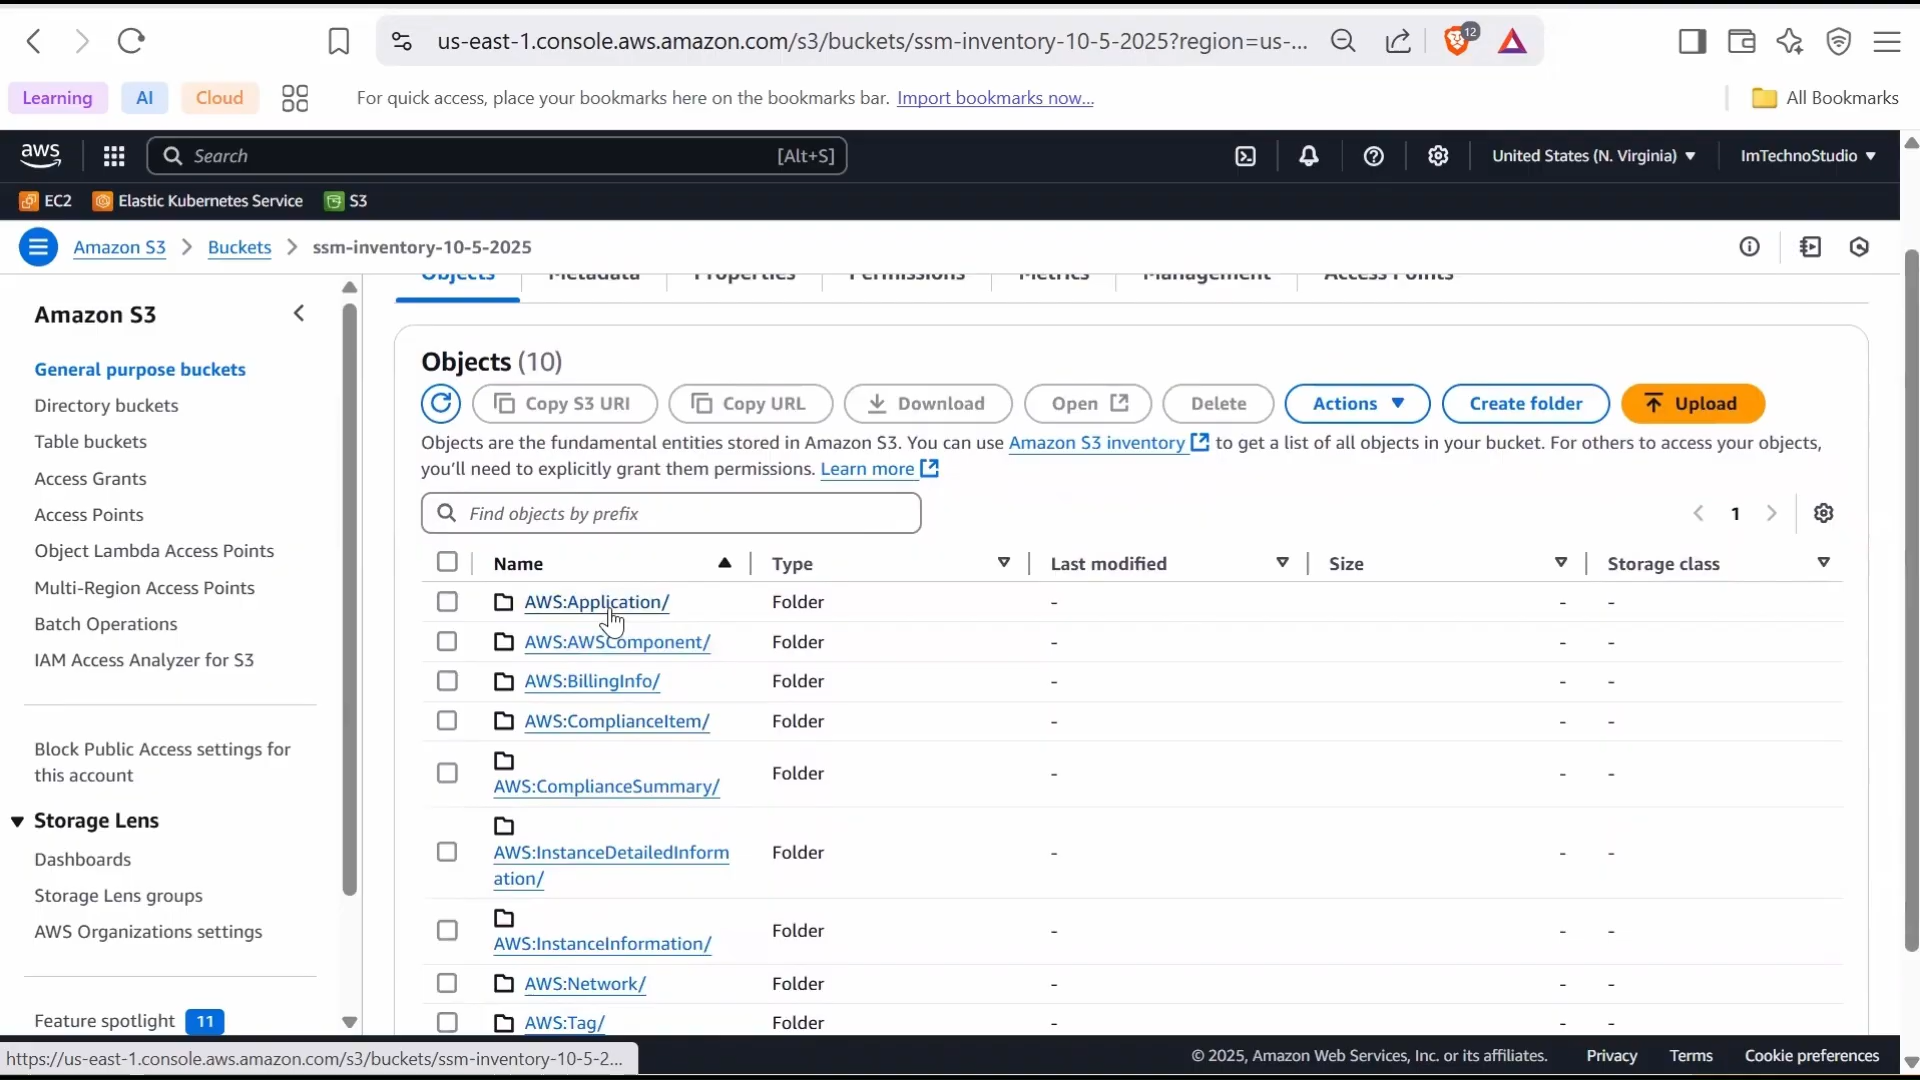 us-east-1.console.aws.amazon.com/s3/buckets/ssm-inventory-10-5-2025?region=us-...
12
Learning
AI
Cloud
For quick access, place your bookmarks here on the bookmarks bar. Import bookmarks now...
All Bookmarks
aws
Search
[Alt+S]
United States (N. Virginia)
ImTechnoStudio
EC2
Elastic Kubernetes Service
S3
Amazon S3
Buckets
ssm-inventory-10-5-2025
Amazon S3
General purpose buckets
Directory buckets
Table buckets
Access Grants
Access Points
Object Lambda Access Points
Multi-Region Access Points
Batch Operations
IAM Access Analyzer for S3
Block Public Access settings for
this account
Storage Lens
Dashboards
Storage Lens groups
AWS Organizations settings
Feature spotlight 11
Objects
Metadata
Properties
Permissions
Metrics
Management
Access Points
Objects (10)
Copy S3 URI
Copy URL
Download
Open
Delete
Actions
Create folder
Upload
Objects are the fundamental entities stored in Amazon S3. You can use Amazon S3 inventory to get a list of all objects in your bucket. For others to access your objects,
you'll need to explicitly grant them permissions. Learn more
Find objects by prefix
1
Name Type Last modified Size Storage class
AWS:Application/ Folder - - -
AWS:AWSComponent/ Folder - - -
AWS:BillingInfo/ Folder - - -
AWS:ComplianceItem/ Folder - - -
AWS:ComplianceSummary/ Folder - - -
AWS:InstanceDetailedInform
ation/ Folder - - -
AWS:InstanceInformation/ Folder - - -
AWS:Network/ Folder - - -
AWS:Tag/ Folder
https://us-east-1.console.aws.amazon.com/s3/buckets/ssm-inventory-10-5-2...
© 2025, Amazon Web Services, Inc. or its affiliates.
Privacy
Terms
Cookie preferences